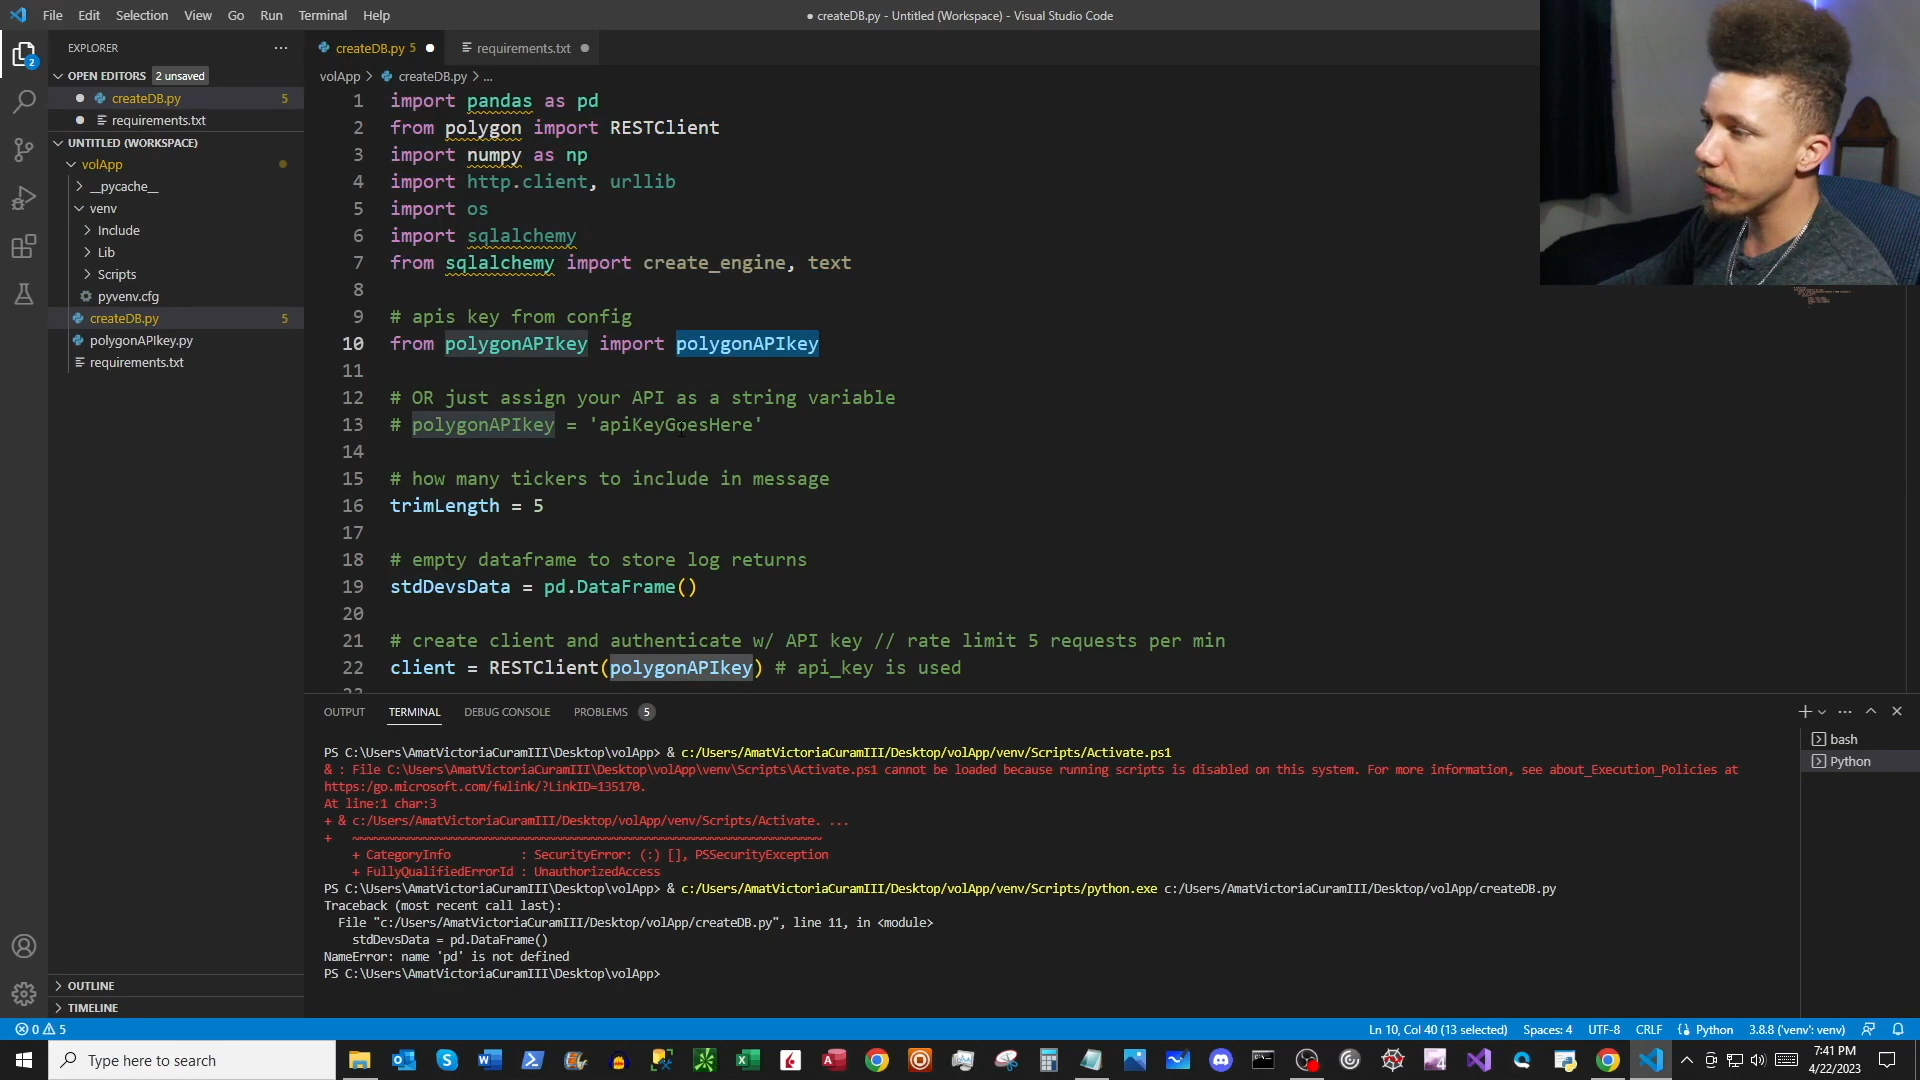 File Edit Selection View Go Run Terminal Help
● createDB.py - Untitled (Workspace) - Visual Studio Code
EXPLORER
OPEN EDITORS 2 unsaved
createDB.py 5
requirements.txt
UNTITLED (WORKSPACE)
volApp
__pycache__
venv
Include
Lib
Scripts
pyvenv.cfg
createDB.py 5
polygonAPIkey.py
requirements.txt
OUTLINE
TIMELINE
2
createDB.py 5 ● requirements.txt ●
volApp > createDB.py > ...
1 import pandas as pd
2 from polygon import RESTClient
3 import numpy as np
4 import http.client, urllib
5 import os
6 import sqlalchemy
7 from sqlalchemy import create_engine, text
8
9 # apis key from config
10 from polygonAPIkey import polygonAPIkey
11
12 # OR just assign your API as a string variable
13 # polygonAPIkey = 'apiKeyGoesHere'
14
15 # how many tickers to include in message
16 trimLength = 5
17
18 # empty dataframe to store log returns
19 stdDevsData = pd.DataFrame()
20
21 # create client and authenticate w/ API key // rate limit 5 requests per min
22 client = RESTClient(polygonAPIkey) # api_key is used
OUTPUT TERMINAL DEBUG CONSOLE PROBLEMS 5
PS C:\Users\AmatVictoriaCuramIII\Desktop\volApp> & c:/Users/AmatVictoriaCuramIII/Desktop/volApp/venv/Scripts/Activate.ps1
& : File C:\Users\AmatVictoriaCuramIII\Desktop\volApp\venv\Scripts\Activate.ps1 cannot be loaded because running scripts is disabled on this system. For more information, see about_Execution_Policies at
https:/go.microsoft.com/fwlink/?LinkID=135170.
At line:1 char:3
+ & c:/Users/AmatVictoriaCuramIII/Desktop/volApp/venv/Scripts/Activate. ...
+ ~~~~~~~~~~~~~~~~~~~~~~~~~~~~~~~~~~~~~~~~~~~~~~~~~~~~~~~~~~~~~~~~~~~
+ CategoryInfo : SecurityError: (:) [], PSSecurityException
+ FullyQualifiedErrorId : UnauthorizedAccess
PS C:\Users\AmatVictoriaCuramIII\Desktop\volApp> & c:/Users/AmatVictoriaCuramIII/Desktop/volApp/venv/Scripts/python.exe c:/Users/AmatVictoriaCuramIII/Desktop/volApp/createDB.py
Traceback (most recent call last):
File "c:/Users/AmatVictoriaCuramIII/Desktop/volApp/createDB.py", line 11, in <module>
stdDevsData = pd.DataFrame()
NameError: name 'pd' is not defined
PS C:\Users\AmatVictoriaCuramIII\Desktop\volApp>
bash
Python
0 5
Ln 10, Col 40 (13 selected) Spaces: 4 UTF-8 CRLF Python 3.8.8 ('venv': venv)
Type here to search
7:41 PM
4/22/2023